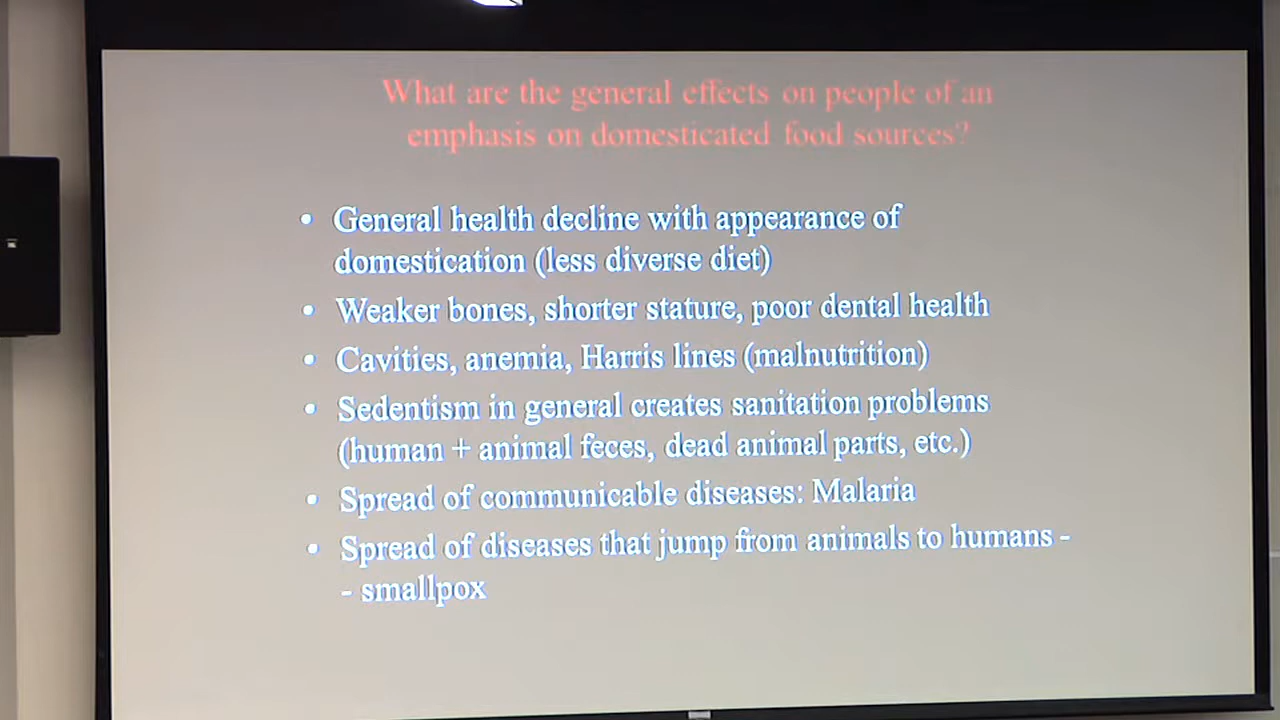 What are the general effects on people of an
emphasis on domesticated food sources?
• General health decline with appearance of
domestication (less diverse diet)
• Weaker bones, shorter stature, poor dental health
• Cavities, anemia, Harris lines (malnutrition)
• Sedentism in general creates sanitation problems
(human + animal feces, dead animal parts, etc.)
• Spread of communicable diseases: Malaria
• Spread of diseases that jump from animals to humans -
- smallpox